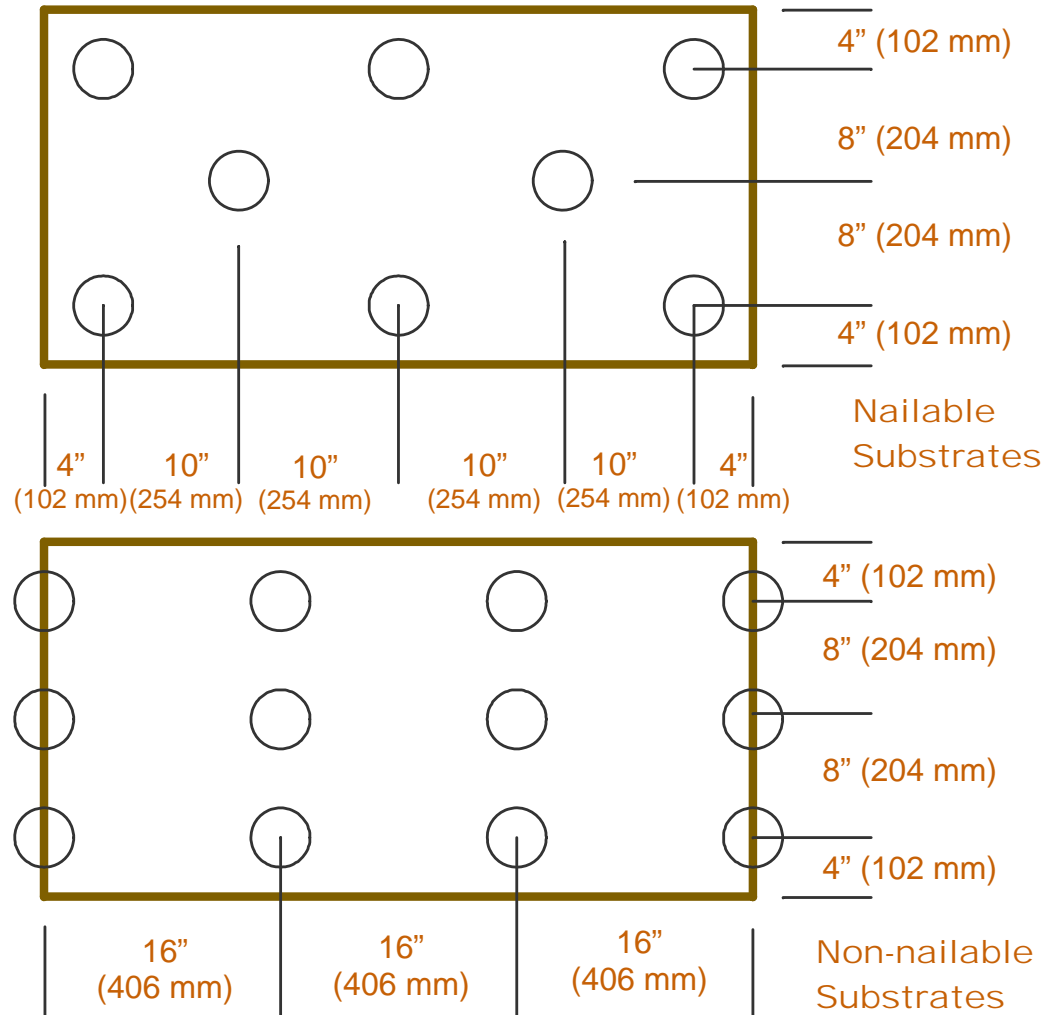 4” (102 mm)
8” (204 mm)
8” (204 mm)
4” (102 mm)
Nailable
Substrates
4” 10” 10” 10” 10” 4”
(102 mm) (254 mm) (254 mm) (254 mm) (254 mm) (102 mm)
4” (102 mm)
8” (204 mm)
8” (204 mm)
4” (102 mm)
16” 16” 16”
(406 mm) (406 mm) (406 mm)
Non-nailable
Substrates